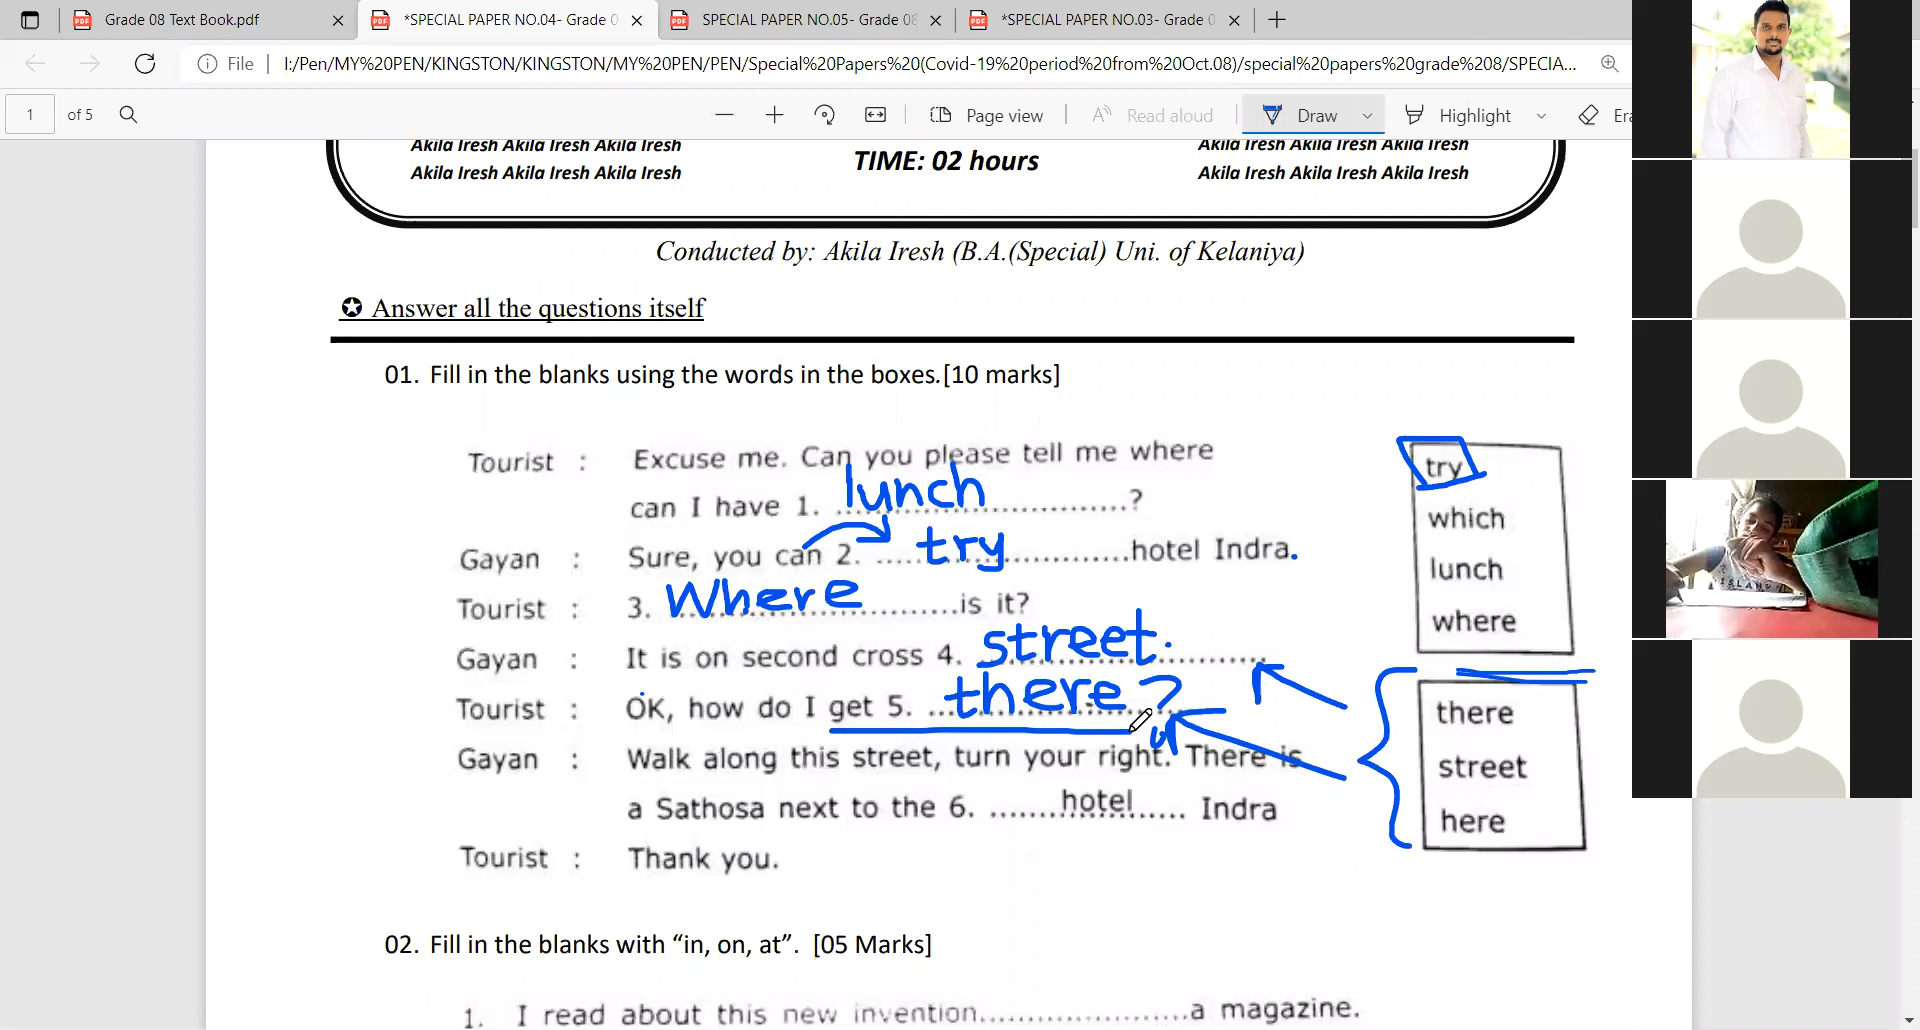 Grade 08 Text Book.pdf
*SPECIAL PAPER NO.04- Grade 0
SPECIAL PAPER NO.05- Grade 08
*SPECIAL PAPER NO.03- Grade 0
File
I:/Pen/MY%20PEN/KINGSTON/KINGSTON/MY%20PEN/PEN/Special%20Papers%20(Covid-19%20period%20from%20Oct.08)/special%20papers%20grade%208/SPECIA...
1 of 5
Page view
Read aloud
Draw
Highlight
Era
Akila Iresh Akila Iresh Akila Iresh
Akila Iresh Akila Iresh Akila Iresh
TIME: 02 hours
Akila Iresh Akila Iresh Akila Iresh
Akila Iresh Akila Iresh Akila Iresh
Conducted by: Akila Iresh (B.A.(Special) Uni. of Kelaniya)
Answer all the questions itself
01. Fill in the blanks using the words in the boxes.[10 marks]
Tourist : Excuse me. Can you please tell me where
can I have 1. lunch ?
Gayan : Sure, you can 2. try hotel Indra.
Tourist : 3. Where is it?
Gayan : It is on second cross 4. street.
Tourist : OK, how do I get 5. there?
Gayan : Walk along this street, turn your right. There is
a Sathosa next to the 6. hotel Indra
Tourist : Thank you.
try
which
lunch
where
there
street
here
02. Fill in the blanks with “in, on, at”. [05 Marks]
1. I read about this new invention....................a magazine.
ISLAND